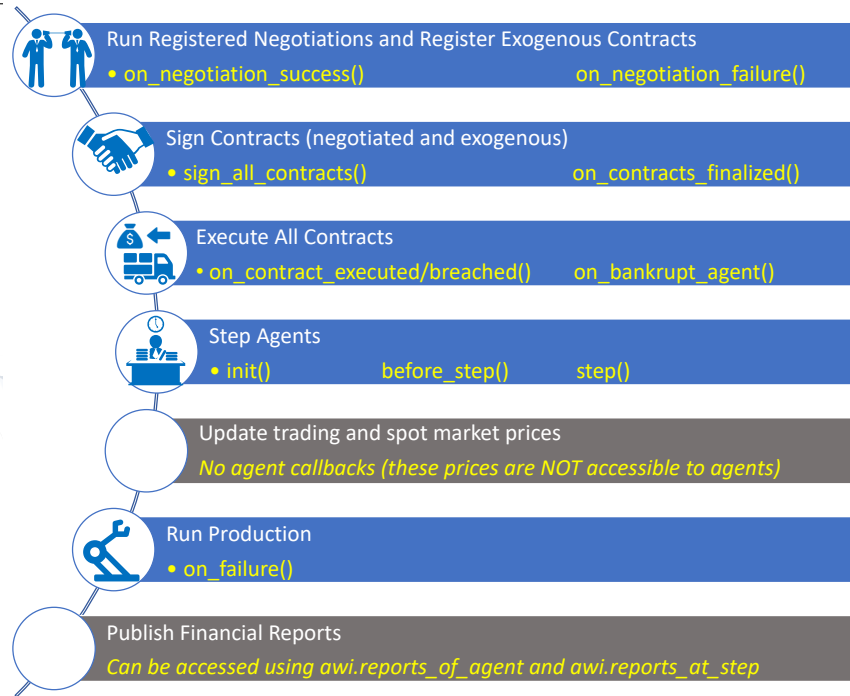 Run Registered Negotiations and Register Exogenous Contracts
• on_negotiation_success() on_negotiation_failure()
Sign Contracts (negotiated and exogenous)
• sign_all_contracts() on_contracts_finalized()
$
Execute All Contracts
• on_contract_executed/breached() on_bankrupt_agent()
Step Agents
• init() before_step() step()
Update trading and spot market prices
No agent callbacks (these prices are NOT accessible to agents)
Run Production
• on_failure()
Publish Financial Reports
Can be accessed using awi.reports_of_agent and awi.reports_at_step